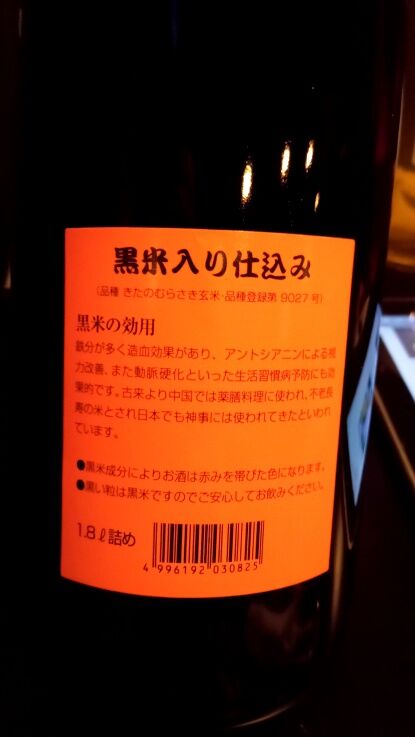 黒米入り仕込み
(品種 きたのむらさき玄米・品種登録第 9027 号)
黒米の効用
鉄分が多く造血効果があり、アントシアニンによる視
力改善、また動脈硬化といった生活習慣病予防にも効
果的です。古来より中国では薬膳料理に使われ、不老長
寿の米とされ日本でも神事には使われてきたといわれ
ています。
●黒米成分によりお酒は赤みを帯びた色になります。
●黒い粒は黒米ですのでご安心してお飲みください。
1.8ℓ詰め
4 996192 030825